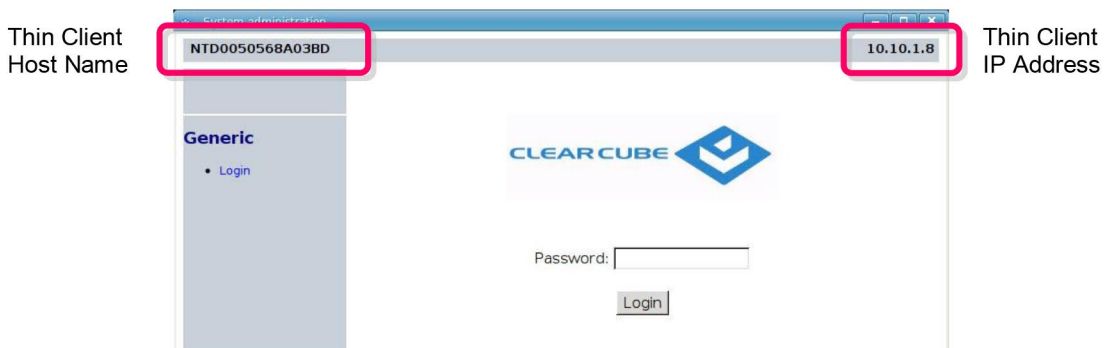 System administration
Thin Client
Host Name
NTD0050568A03BD
10.10.1.8
Thin Client
IP Address
Generic
• Login
CLEARCUBE
Password:
Login